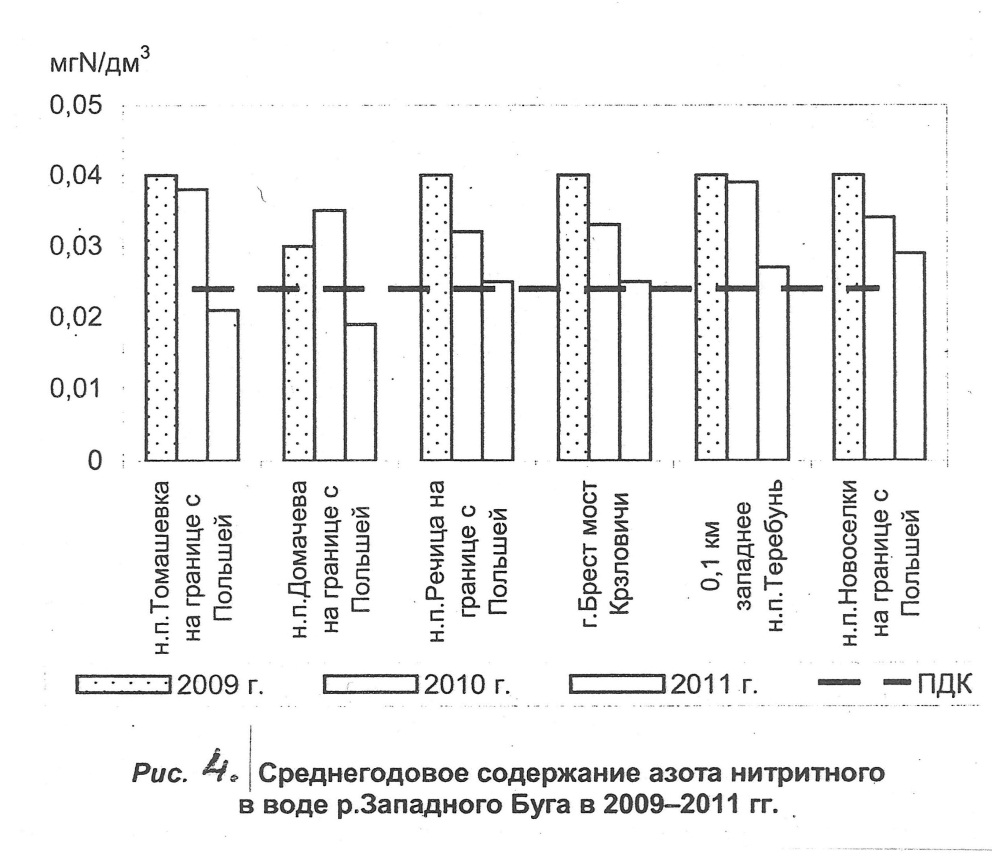 мгN/дм³
0,05
0,04
0,03
0,02
0,01
0
н.п.Томашевка
на границе с
Польшей
н.п.Домачева
на границе с
Польшей
н.п.Речица на
границе с
Польшей
г.Брест мост
Крзловичи
0,1 км
западнее
н.п.Теребунь
н.п.Новоселки
на границе с
Польшей
2009 г. 2010 г. 2011 г. ПДК
Рис. 4. Среднегодовое содержание азота нитритного
в воде р.Западного Буга в 2009–2011 гг.